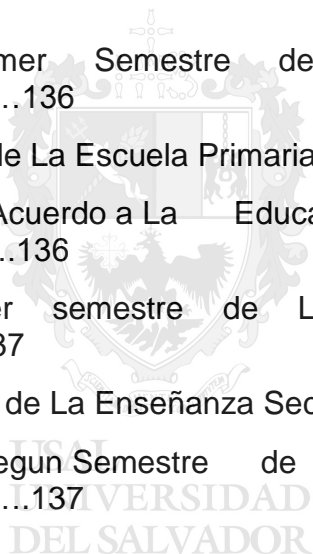 mer Semestre de
…136
de La Escuela Primaria
Acuerdo a La Educa
…136
er semestre de L
37
de La Enseñanza Sec
egun Semestre de
….137
USAL
UNIVERSIDAD
DEL SALVADOR